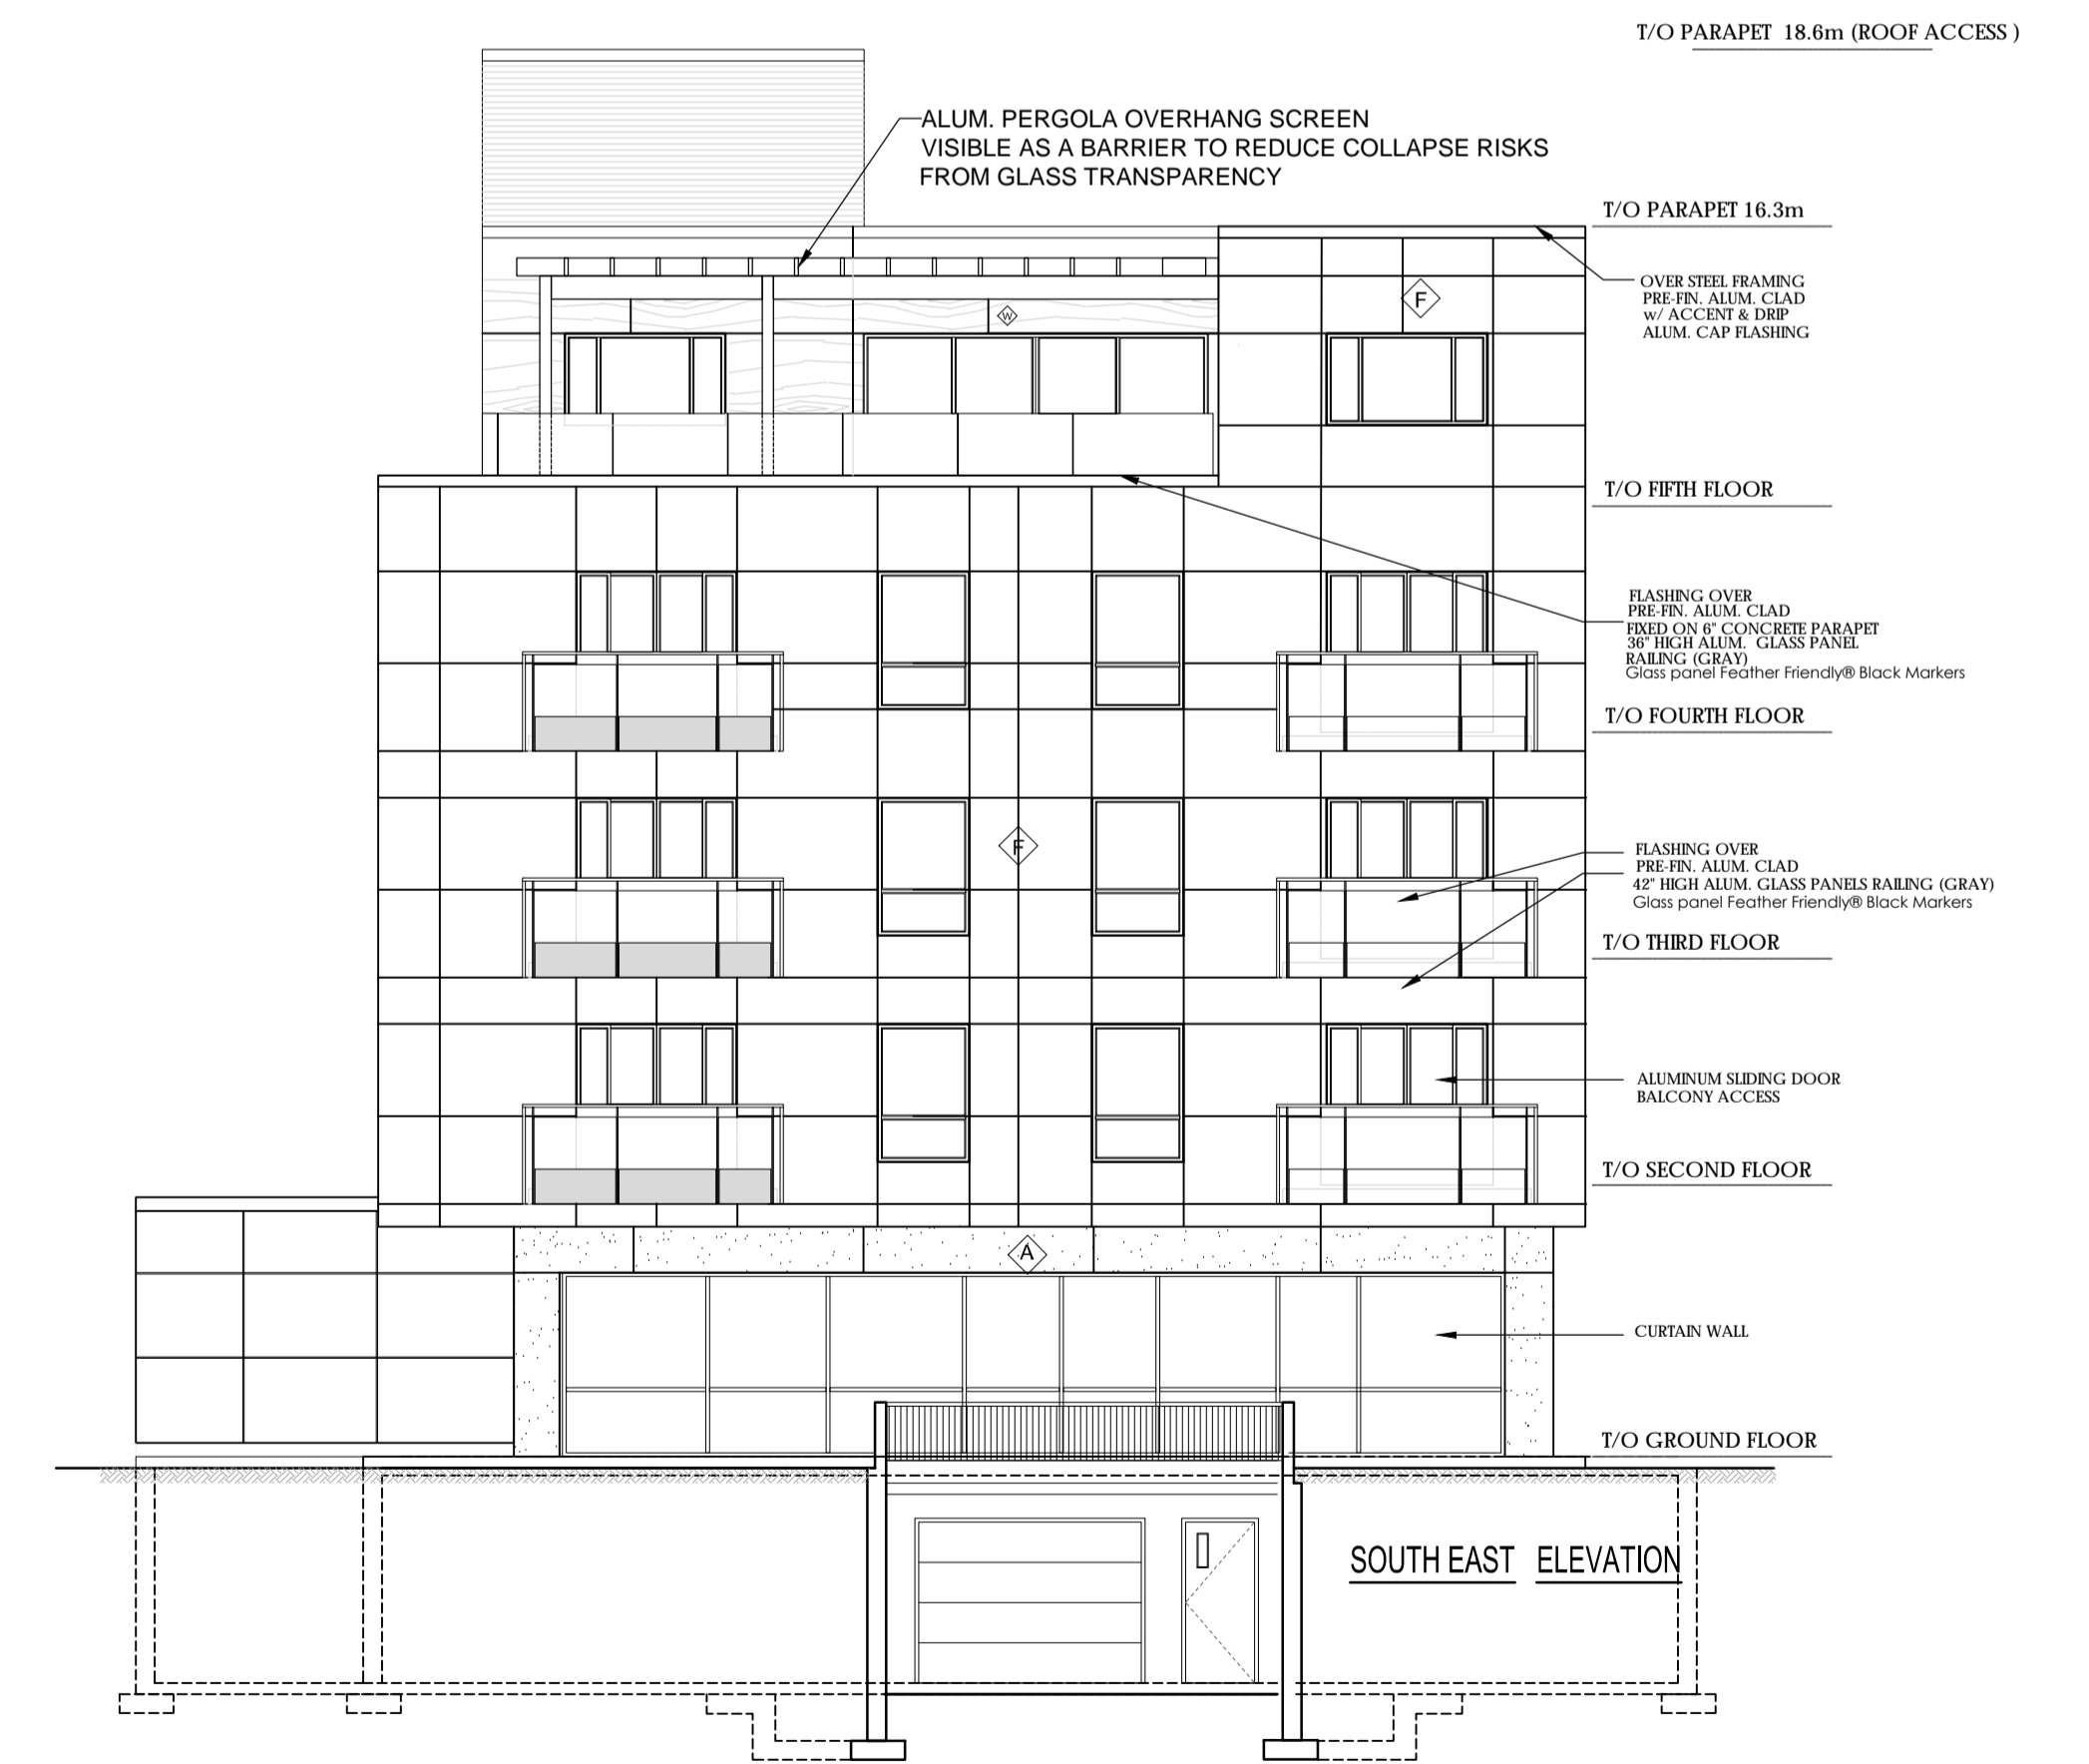 T/O PARAPET 18.6m (ROOF ACCESS )
ALUM. PERGOLA OVERHANG SCREEN
VISIBLE AS A BARRIER TO REDUCE COLLAPSE RISKS
FROM GLASS TRANSPARENCY
T/O PARAPET 16.3m
OVER STEEL FRAMING
PRE-FIN. ALUM. CLAD
w/ ACCENT & DRIP
ALUM. CAP FLASHING
F
W
T/O FIFTH FLOOR
FLASHING OVER
PRE-FIN. ALUM. CLAD
FIXED ON 6" CONCRETE PARAPET
36" HIGH ALUM. GLASS PANEL
RAILING (GRAY)
Glass panel Feather Friendly® Black Markers
T/O FOURTH FLOOR
F
FLASHING OVER
PRE-FIN. ALUM. CLAD
42" HIGH ALUM. GLASS PANELS RAILING (GRAY)
Glass panel Feather Friendly® Black Markers
T/O THIRD FLOOR
ALUMINUM SLIDING DOOR
BALCONY ACCESS
T/O SECOND FLOOR
A
CURTAIN WALL
T/O GROUND FLOOR
SOUTH EAST ELEVATION